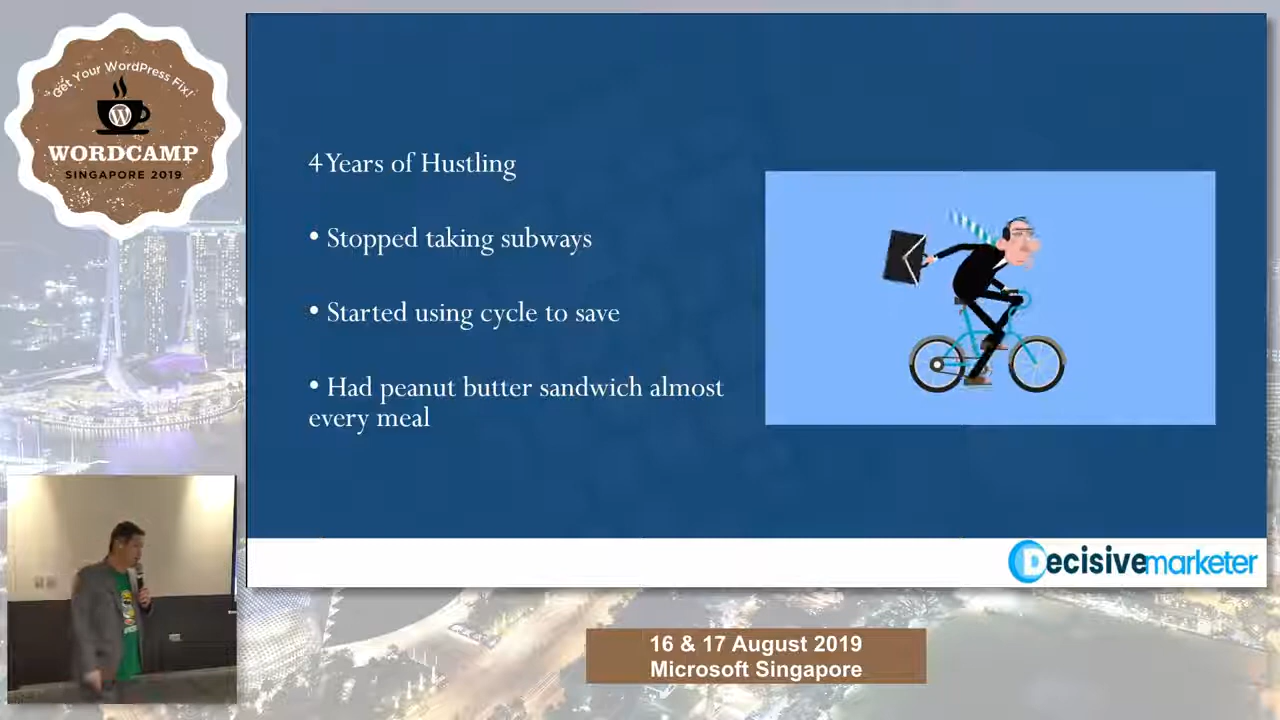 Get Your WordPress Fix!
WORDCAMP
SINGAPORE 2019
4 Years of Hustling
• Stopped taking subways
• Started using cycle to save
• Had peanut butter sandwich almost
every meal
Decisivemarketer
16 & 17 August 2019
Microsoft Singapore